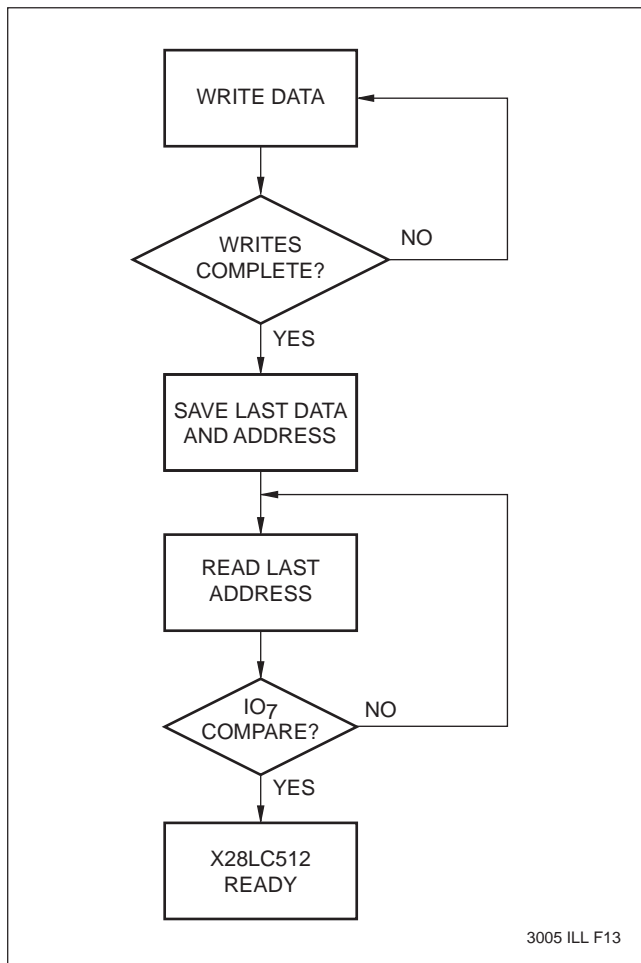 WRITE DATA
WRITES
COMPLETE?
NO
YES
SAVE LAST DATA
AND ADDRESS
READ LAST
ADDRESS
IO7
COMPARE?
NO
YES
X28LC512
READY
3005 ILL F13